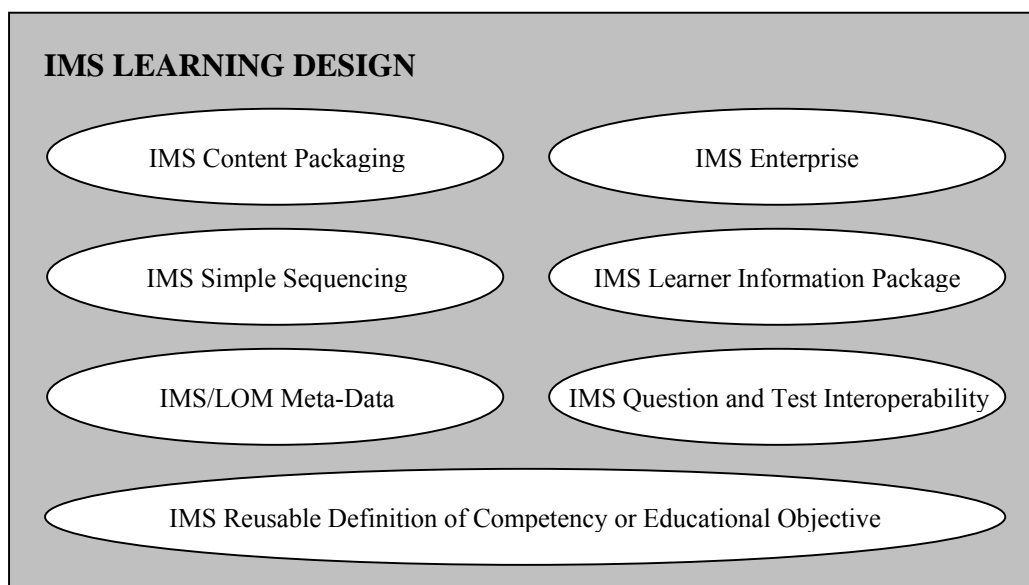 IMS LEARNING DESIGN
IMS Content Packaging
IMS Enterprise
IMS Simple Sequencing
IMS Learner Information Package
IMS/LOM Meta-Data
IMS Question and Test Interoperability
IMS Reusable Definition of Competency or Educational Objective